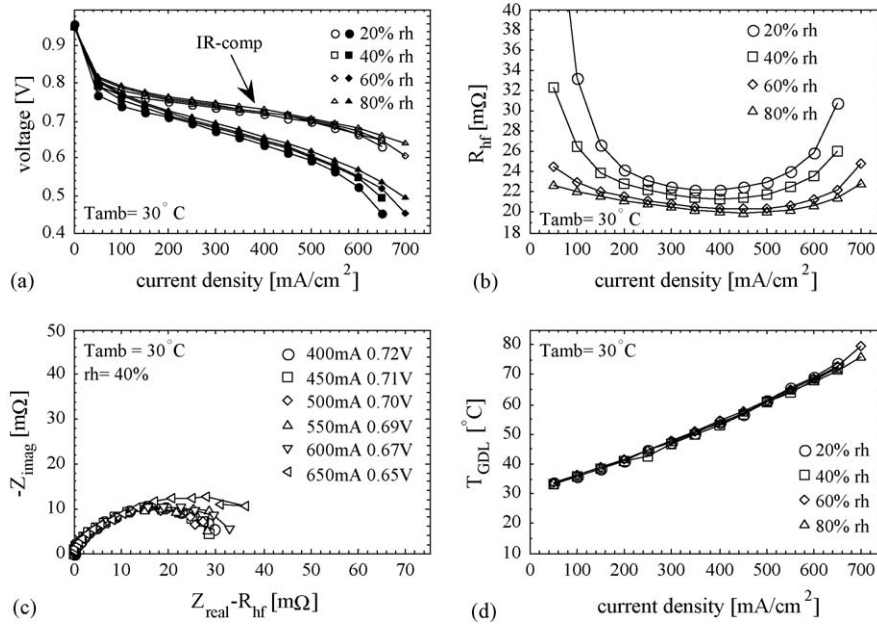 0.9
0.8
0.7
0.6
0.5
0.4
voltage [V]
IR-comp
20% rh
40% rh
60% rh
80% rh
Tamb= 30°C
0 100 200 300 400 500 600 700
(a) current density [mA/cm²]
40
38
36
34
32
30
28
26
24
22
20
18
R_hf [mΩ]
20% rh
40% rh
60% rh
80% rh
Tamb= 30°C
0 100 200 300 400 500 600 700
(b) current density [mA/cm²]
50
40
30
20
10
0
-Z_imag [mΩ]
Tamb = 30°C
rh= 40%
400mA 0.72V
450mA 0.71V
500mA 0.70V
550mA 0.69V
600mA 0.67V
650mA 0.65V
0 10 20 30 40 50 60 70
(c) Z_real-R_hf [mΩ]
80
70
60
50
40
30
20
10
T_GDL [°C]
Tamb= 30°C
20% rh
40% rh
60% rh
80% rh
0 100 200 300 400 500 600 700
(d) current density [mA/cm²]